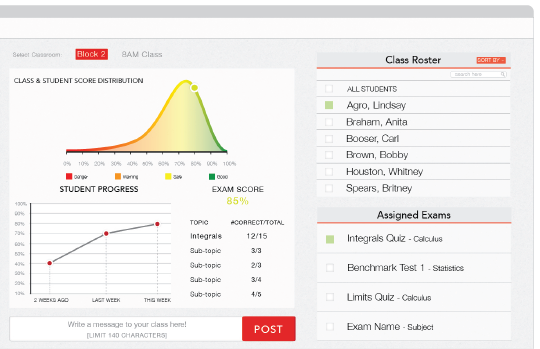 Select Classroom: Block 2 8AM Class
CLASS & STUDENT SCORE DISTRIBUTION
0% 10% 20% 30% 40% 50% 60% 70% 80% 90% 100%
Danger Warning Safe Good
STUDENT PROGRESS
100%
90%
80%
70%
60%
50%
40%
30%
20%
10%
2 WEEKS AGO LAST WEEK THIS WEEK
EXAM SCORE
86%
TOPIC #CORRECT/TOTAL
Integrals 12/15
Sub-topic 3/3
Sub-topic 2/3
Sub-topic 3/4
Sub-topic 4/5
Write a message to your class here!
[LIMIT 140 CHARACTERS]
POST
Class Roster
SORT BY
search here
ALL STUDENTS
Agro, Lindsay
Braham, Anita
Booser, Carl
Brown, Bobby
Houston, Whitney
Spears, Britney
Assigned Exams
Integrals Quiz - Calculus
Benchmark Test 1 - Statistics
Limits Quiz - Calculus
Exam Name - Subject